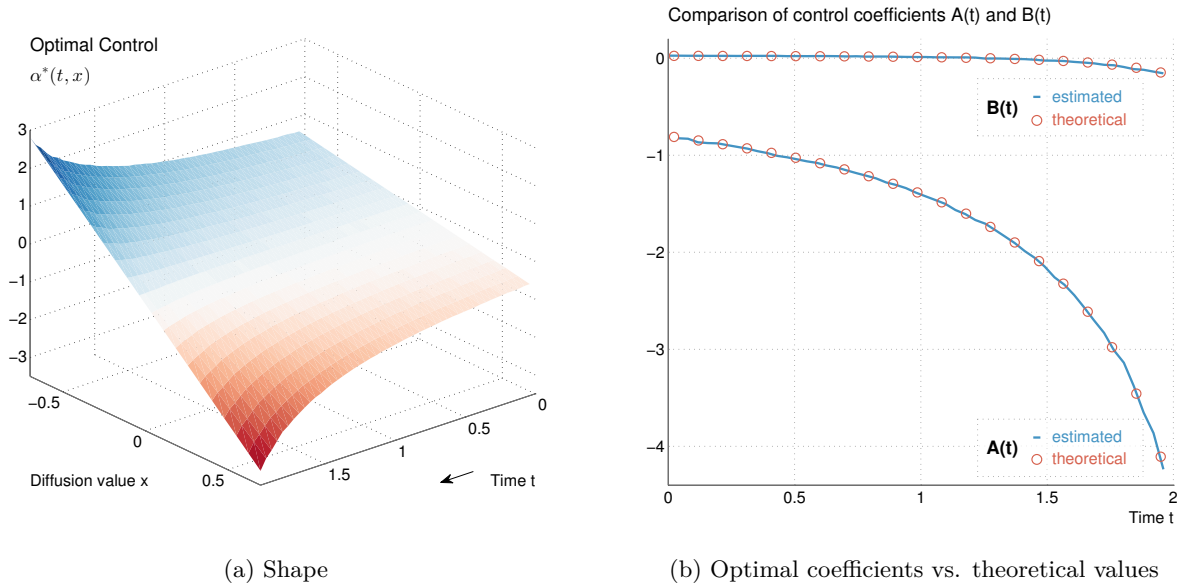 Optimal Control
α*(t, x)
3
2
1
0
−1
−2
−3
−0.5
0
0.5
Diffusion value x
1.5
1
0.5
0
Time t
(a) Shape
Comparison of control coefficients A(t) and B(t)
0
−1
−2
−3
−4
B(t)
estimated
theoretical
A(t)
estimated
theoretical
0
0.5
1
1.5
2
Time t
(b) Optimal coefficients vs. theoretical values